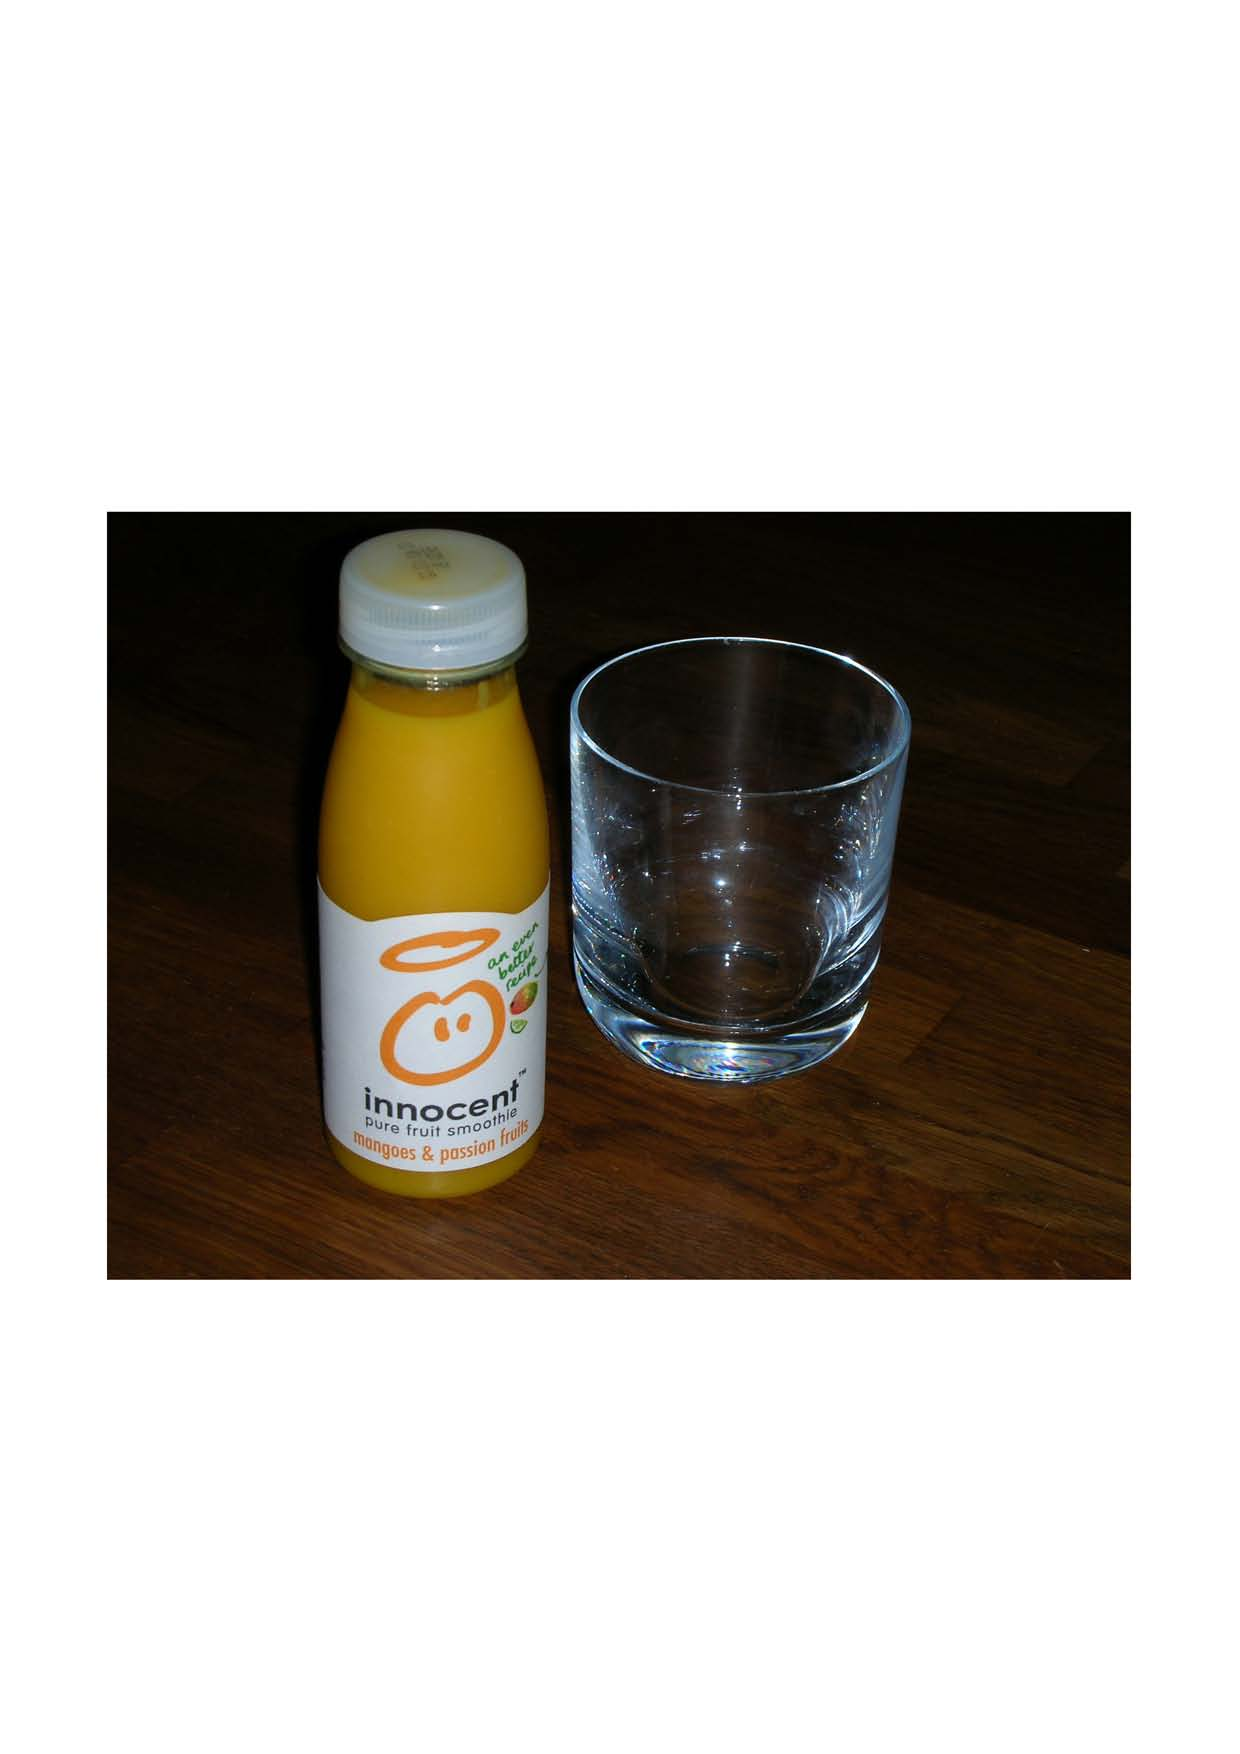 an even
better
recipe
innocent™
pure fruit smoothie
mangoes & passion fruits